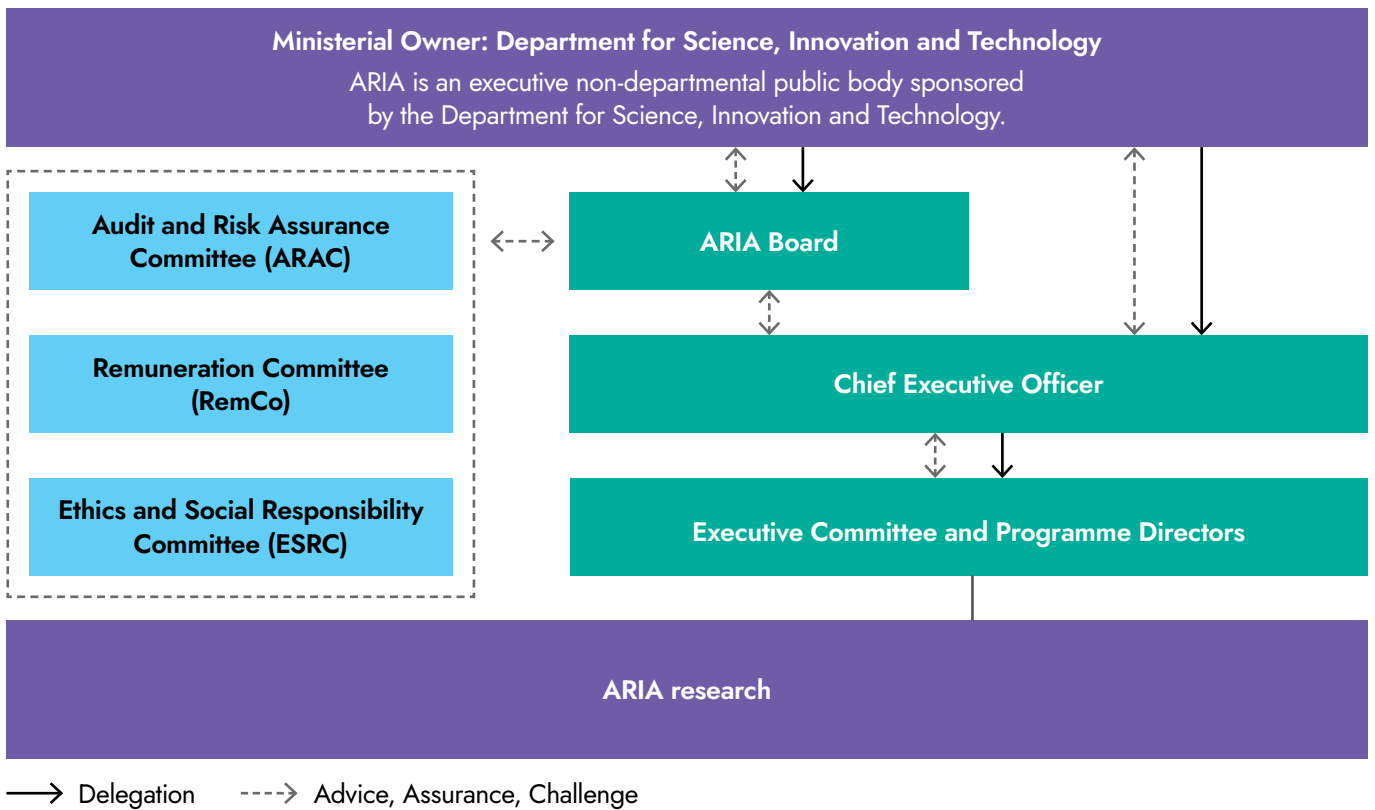 Ministerial Owner: Department for Science, Innovation and Technology
ARIA is an executive non-departmental public body sponsored
by the Department for Science, Innovation and Technology.
Audit and Risk Assurance
Committee (ARAC)
ARIA Board
Remuneration Committee
(RemCo)
Chief Executive Officer
Ethics and Social Responsibility
Committee (ESRC)
Executive Committee and Programme Directors
ARIA research
Delegation
Advice, Assurance, Challenge